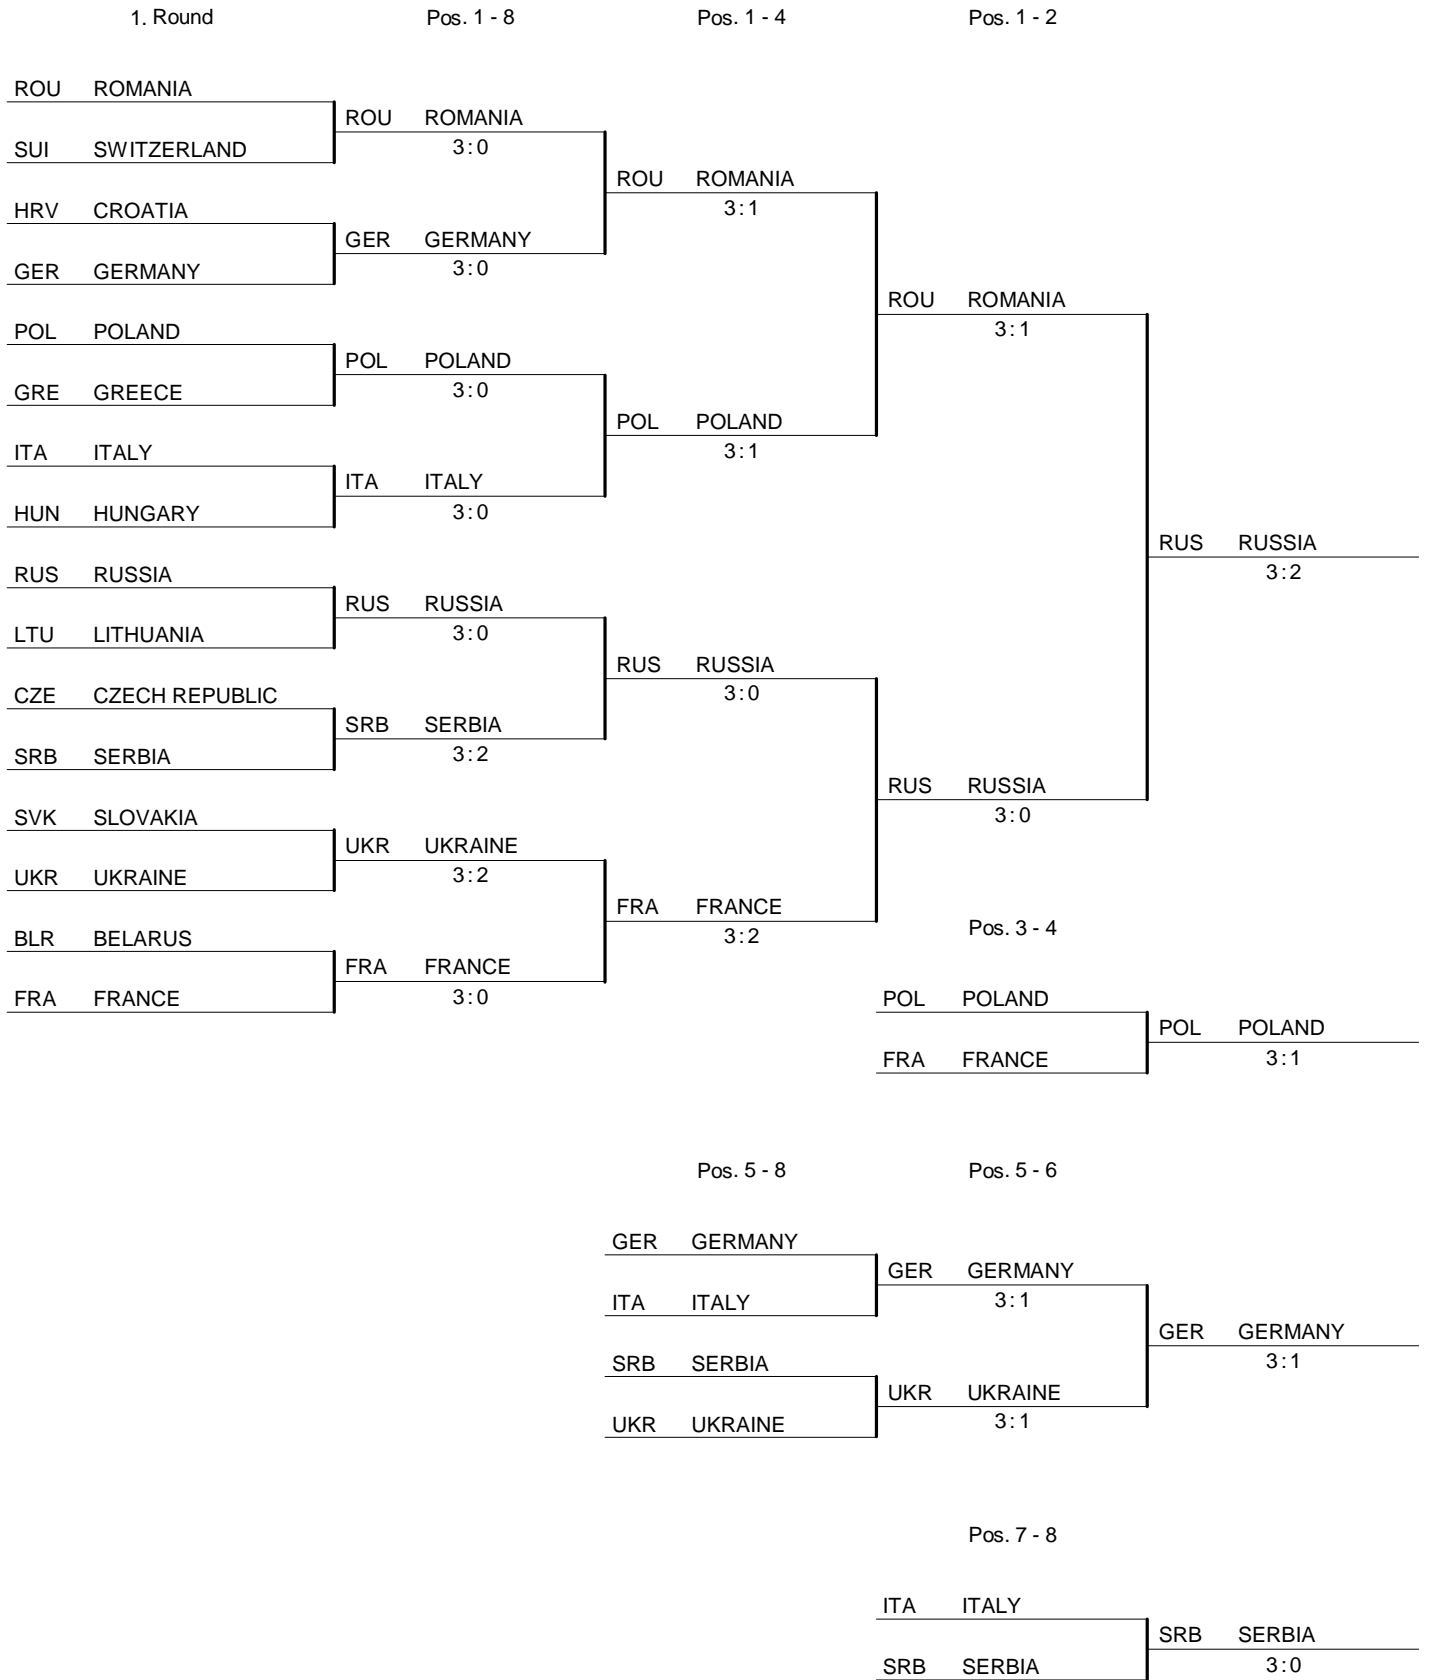 1. Round Pos. 1 - 8 Pos. 1 - 4 Pos. 1 - 2
ROU ROMANIA
ROU ROMANIA
SUI SWITZERLAND
3:0
ROU ROMANIA
HRV CROATIA
3:1
GER GERMANY
GER GERMANY
3:0
ROU ROMANIA
POL POLAND
3:1
POL POLAND
GRE GREECE
3:0
POL POLAND
ITA ITALY
3:1
ITA ITALY
HUN HUNGARY
3:0
RUS RUSSIA
RUS RUSSIA
3:2
RUS RUSSIA
LTU LITHUANIA
3:0
RUS RUSSIA
CZE CZECH REPUBLIC
3:0
SRB SERBIA
SRB SERBIA
3:2
RUS RUSSIA
SVK SLOVAKIA
3:0
UKR UKRAINE
UKR UKRAINE
3:2
FRA FRANCE
Pos. 3 - 4
BLR BELARUS
3:2
FRA FRANCE
FRA FRANCE
3:0
POL POLAND
POL POLAND
FRA FRANCE
3:1
Pos. 5 - 8 Pos. 5 - 6
GER GERMANY
GER GERMANY
ITA ITALY
3:1
GER GERMANY
SRB SERBIA
3:1
UKR UKRAINE
UKR UKRAINE
3:1
Pos. 7 - 8
ITA ITALY
SRB SERBIA
SRB SERBIA
3:0